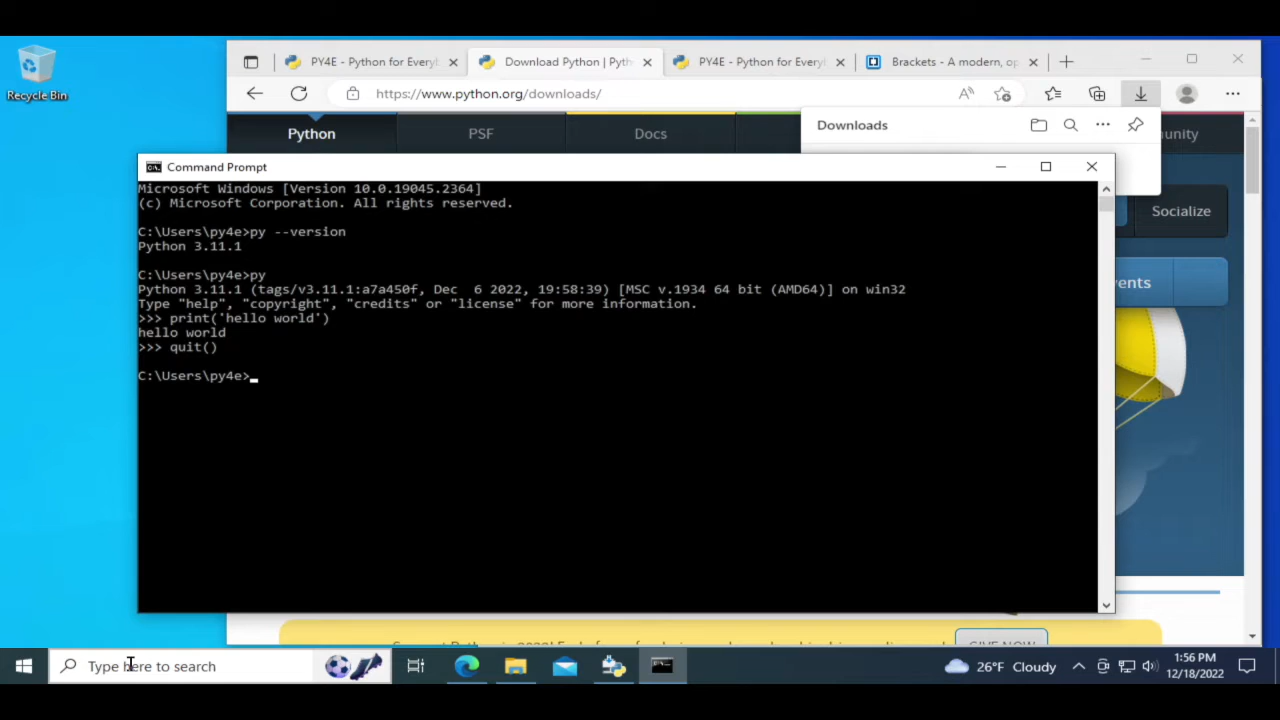 Recycle Bin
PY4E - Python for Everyb
Download Python | Pyth
PY4E - Python for Everyb
Brackets - A modern, op
https://www.python.org/downloads/
Python
PSF
Docs
Downloads
Socialize
Command Prompt
Microsoft Windows [Version 10.0.19045.2364]
(c) Microsoft Corporation. All rights reserved.
C:\Users\py4e>py --version
Python 3.11.1
C:\Users\py4e>py
Python 3.11.1 (tags/v3.11.1:a7a450f, Dec  6 2022, 19:58:39) [MSC v.1934 64 bit (AMD64)] on win32
Type "help", "copyright", "credits" or "license" for more information.
>>> print('hello world')
hello world
>>> quit()
C:\Users\py4e>
GIVE NOW
Type here to search
26°F Cloudy
1:56 PM
12/18/2022